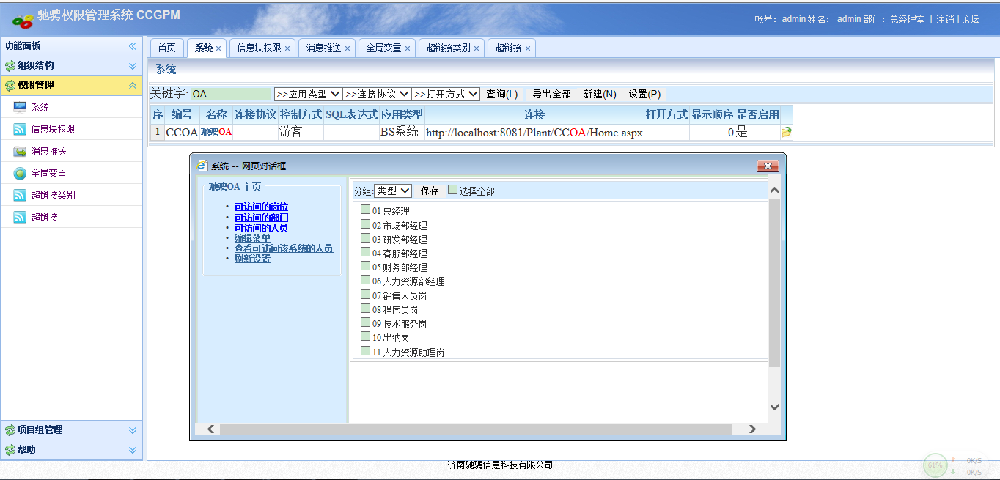 驰骋权限管理系统 CCGPM
帐号： admin 姓名： admin 部门：总经理室 | 注销 | 论坛
功能面板
组织结构
权限管理
系统
信息块权限
消息推送
全局变量
超链接类别
超链接
项目组管理
帮助
首页 系统 × 信息块权限 × 消息推送 × 全局变量 × 超链接类别 × 超链接 ×
系统
关键字: OA >>应用类型 >>连接协议 >>打开方式 查询(L) 导出全部 新建(N) 设置(P)
序 编号 名称 连接协议 控制方式 SQL表达式 应用类型 连接 打开方式 显示顺序 是否启用
1 CCOA 驰骋OA 游客 BS系统 http://localhost:8081/Plant/CCOA/Home.aspx 0 是
系统 -- 网页对话框
驰骋OA-主页
· 可访问的岗位
· 可访问的部门
· 可访问的人员
· 编辑菜单
· 查看可访问该系统的人员
· 刷新设置
分组: 类型 保存 选择全部
01 总经理
02 市场部经理
03 研发部经理
04 客服部经理
05 财务部经理
06 人力资源部经理
07 销售人员岗
08 程序员岗
09 技术服务岗
10 出纳岗
11 人力资源助理岗
济南驰骋信息科技有限公司
61%
↑ 0K/S
↓ 0K/S